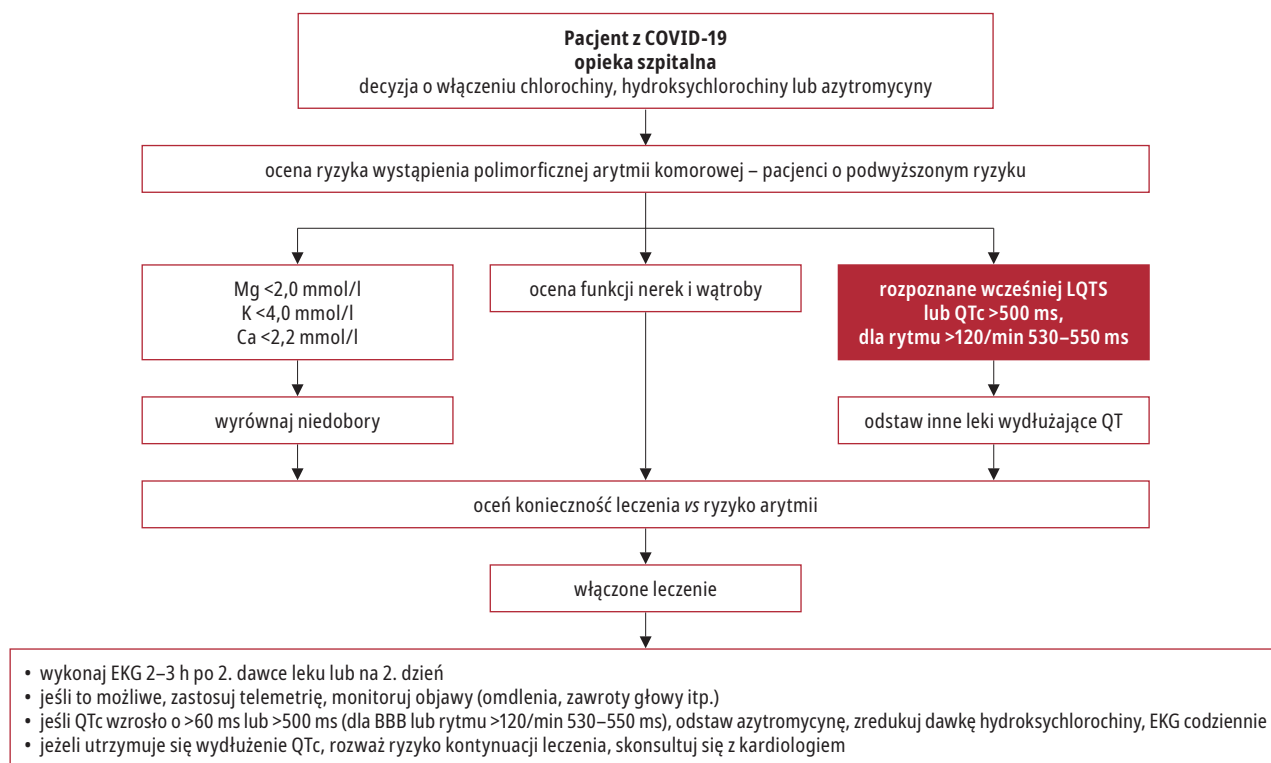 Pacjent z COVID-19
opieka szpitalna
decyzja o włączeniu chlorochiny, hydroksychlorochiny lub azytromycyny
ocena ryzyka wystąpienia polimorficznej arytmii komorowej – pacjenci o podwyższonym ryzyku
Mg <2,0 mmol/l
K <4,0 mmol/l
Ca <2,2 mmol/l
ocena funkcji nerek i wątroby
rozpoznane wcześniej LQTS
lub QTc >500 ms,
dla rytmu >120/min 530–550 ms
wyrównaj niedobory
odstaw inne leki wydłużające QT
oceń konieczność leczenia vs ryzyko arytmii
włączone leczenie
• wykonaj EKG 2–3 h po 2. dawce leku lub na 2. dzień
• jeśli to możliwe, zastosuj telemetrię, monitoruj objawy (omdlenia, zawroty głowy itp.)
• jeśli QTc wzrosło o >60 ms lub >500 ms (dla BBB lub rytmu >120/min 530–550 ms), odstaw azytromycynę, zredukuj dawkę hydroksychlorochiny, EKG codziennie
• jeżeli utrzymuje się wydłużenie QTc, rozważ ryzyko kontynuacji leczenia, skonsultuj się z kardiologiem